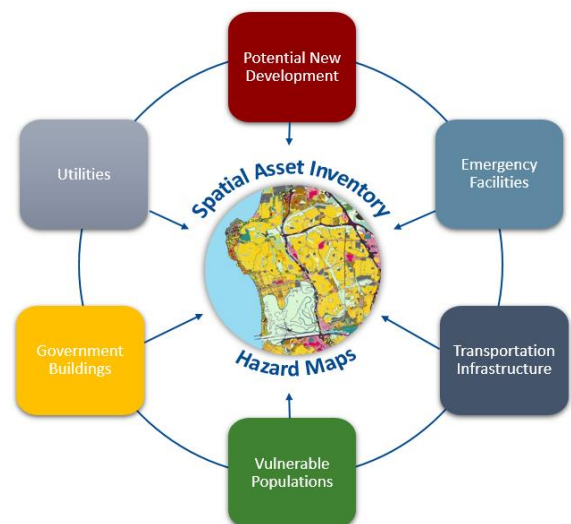 Potential New
Development
Utilities
Emergency
Facilities
Spatial Asset Inventory
Hazard Maps
Government
Buildings
Transportation
Infrastructure
Vulnerable
Populations